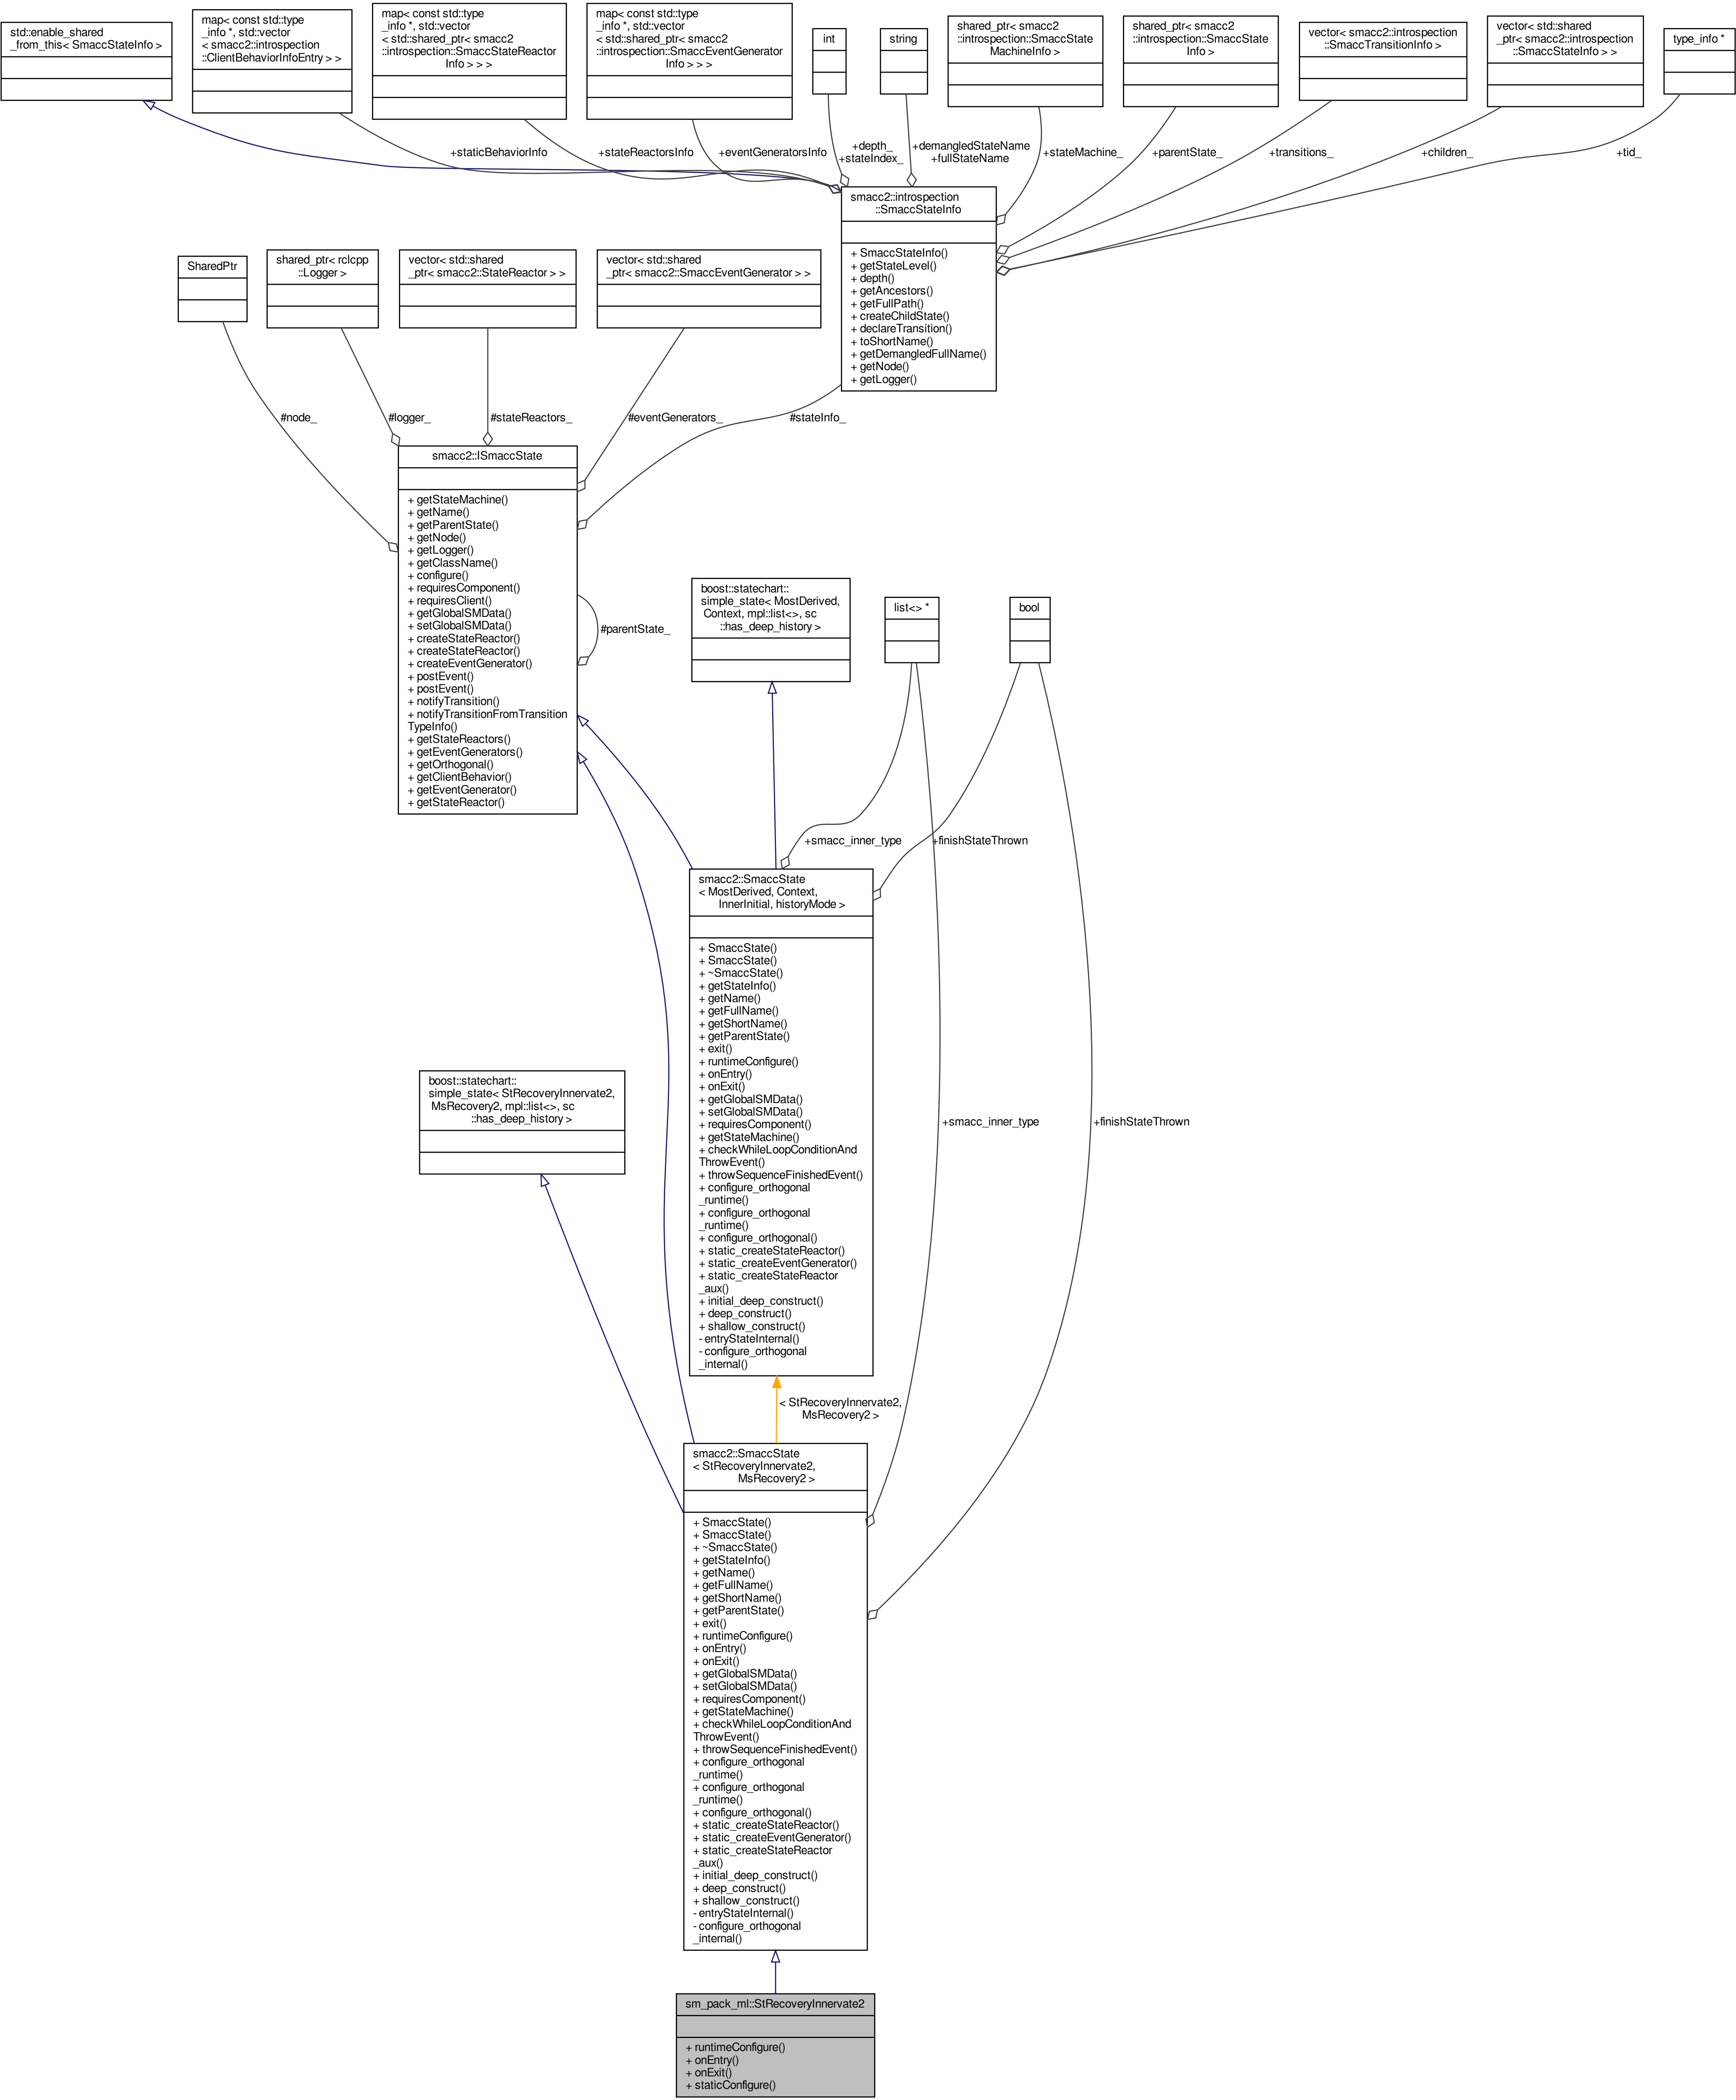 std::enable_shared
_from_this< SmaccStateInfo >
map< const std::type
_info *, std::vector
< smacc2::introspection
::ClientBehaviorInfoEntry > >
map< const std::type
_info *, std::vector
< std::shared_ptr< smacc2
::introspection::SmaccStateReactor
Info > > >
map< const std::type
_info *, std::vector
< std::shared_ptr< smacc2
::introspection::SmaccEventGenerator
Info > > >
int
string
shared_ptr< smacc2
::introspection::SmaccState
MachineInfo >
shared_ptr< smacc2
::introspection::SmaccState
Info >
vector< smacc2::introspection
::SmaccTransitionInfo >
vector< std::shared
_ptr< smacc2::introspection
::SmaccStateInfo > >
type_info *
+staticBehaviorInfo
+stateReactorsInfo
+eventGeneratorsInfo
+depth_
+stateIndex_
+demangledStateName
+fullStateName
+stateMachine_
+parentState_
+transitions_
+children_
+tid_
smacc2::introspection
::SmaccStateInfo
+ SmaccStateInfo()
+ getStateLevel()
+ depth()
+ getAncestors()
+ getFullPath()
+ createChildState()
+ declareTransition()
+ toShortName()
+ getDemangledFullName()
+ getNode()
+ getLogger()
SharedPtr
shared_ptr< rclcpp
::Logger >
vector< std::shared
_ptr< smacc2::StateReactor > >
vector< std::shared
_ptr< smacc2::SmaccEventGenerator > >
#node_
#logger_
#stateReactors_
#eventGenerators_
#stateInfo_
smacc2::ISmaccState
+ getStateMachine()
+ getName()
+ getParentState()
+ getNode()
+ getLogger()
+ getClassName()
+ configure()
+ requiresComponent()
+ requiresClient()
+ getGlobalSMData()
+ setGlobalSMData()
+ createStateReactor()
+ createStateReactor()
+ createEventGenerator()
+ postEvent()
+ postEvent()
+ notifyTransition()
+ notifyTransitionFromTransition
TypeInfo()
+ getStateReactors()
+ getEventGenerators()
+ getOrthogonal()
+ getClientBehavior()
+ getEventGenerator()
+ getStateReactor()
#parentState_
boost::statechart::
simple_state< MostDerived,
Context, mpl::list<>, sc
::has_deep_history >
list<> *
bool
+smacc_inner_type
+finishStateThrown
smacc2::SmaccState
< MostDerived, Context,
InnerInitial, historyMode >
+ SmaccState()
+ SmaccState()
+ ~SmaccState()
+ getStateInfo()
+ getName()
+ getFullName()
+ getShortName()
+ getParentState()
+ exit()
+ runtimeConfigure()
+ onEntry()
+ onExit()
+ getGlobalSMData()
+ setGlobalSMData()
+ requiresComponent()
+ getStateMachine()
+ checkWhileLoopConditionAnd
ThrowEvent()
+ throwSequenceFinishedEvent()
+ configure_orthogonal
_runtime()
+ configure_orthogonal
_runtime()
+ configure_orthogonal()
+ static_createStateReactor()
+ static_createEventGenerator()
+ static_createStateReactor
_aux()
+ initial_deep_construct()
+ deep_construct()
+ shallow_construct()
- entryStateInternal()
- configure_orthogonal
_internal()
boost::statechart::
simple_state< StRecoveryInnervate2,
MsRecovery2, mpl::list<>, sc
::has_deep_history >
+smacc_inner_type
+finishStateThrown
< StRecoveryInnervate2,
MsRecovery2 >
smacc2::SmaccState
< StRecoveryInnervate2,
MsRecovery2 >
+ SmaccState()
+ SmaccState()
+ ~SmaccState()
+ getStateInfo()
+ getName()
+ getFullName()
+ getShortName()
+ getParentState()
+ exit()
+ runtimeConfigure()
+ onEntry()
+ onExit()
+ getGlobalSMData()
+ setGlobalSMData()
+ requiresComponent()
+ getStateMachine()
+ checkWhileLoopConditionAnd
ThrowEvent()
+ throwSequenceFinishedEvent()
+ configure_orthogonal
_runtime()
+ configure_orthogonal
_runtime()
+ configure_orthogonal()
+ static_createStateReactor()
+ static_createEventGenerator()
+ static_createStateReactor
_aux()
+ initial_deep_construct()
+ deep_construct()
+ shallow_construct()
- entryStateInternal()
- configure_orthogonal
_internal()
sm_pack_ml::StRecoveryInnervate2
+ runtimeConfigure()
+ onEntry()
+ onExit()
+ staticConfigure()